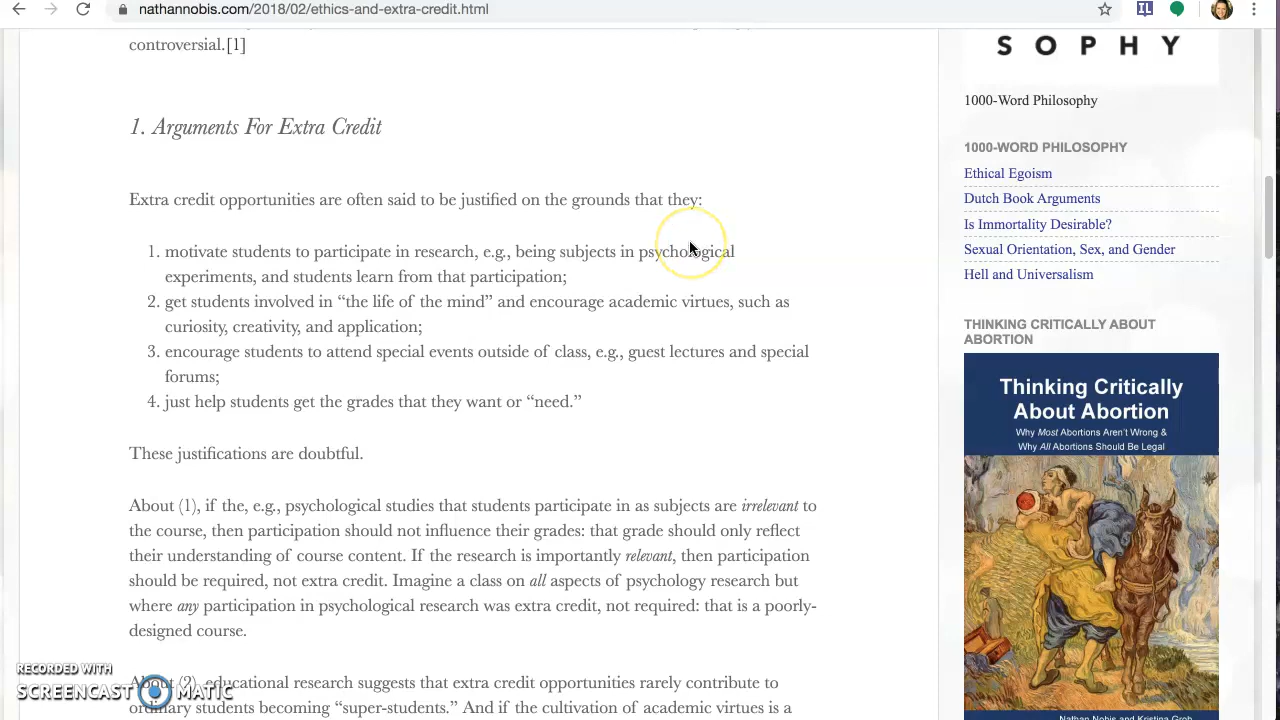 nathannobis.com/2018/02/ethics-and-extra-credit.html
controversial.[1]
1. Arguments For Extra Credit
Extra credit opportunities are often said to be justified on the grounds that they:
1. motivate students to participate in research, e.g., being subjects in psychological
experiments, and students learn from that participation;
2. get students involved in “the life of the mind” and encourage academic virtues, such as
curiosity, creativity, and application;
3. encourage students to attend special events outside of class, e.g., guest lectures and special
forums;
4. just help students get the grades that they want or “need.”
These justifications are doubtful.
About (1), if the, e.g., psychological studies that students participate in as subjects are irrelevant to
the course, then participation should not influence their grades: that grade should only reflect
their understanding of course content. If the research is importantly relevant, then participation
should be required, not extra credit. Imagine a class on all aspects of psychology research but
where any participation in psychological research was extra credit, not required: that is a poorly-
designed course.
About (2), educational research suggests that extra credit opportunities rarely contribute to
ordinary students becoming “super-students.” And if the cultivation of academic virtues is a
RECORDED WITH
SCREENCAST MATIC
IL
SOPHY
1000-Word Philosophy
1000-WORD PHILOSOPHY
Ethical Egoism
Dutch Book Arguments
Is Immortality Desirable?
Sexual Orientation, Sex, and Gender
Hell and Universalism
THINKING CRITICALLY ABOUT
ABORTION
Thinking Critically
About Abortion
Why Most Abortions Aren’t Wrong &
Why All Abortions Should Be Legal
Nathan Nobis and Kristina Grob